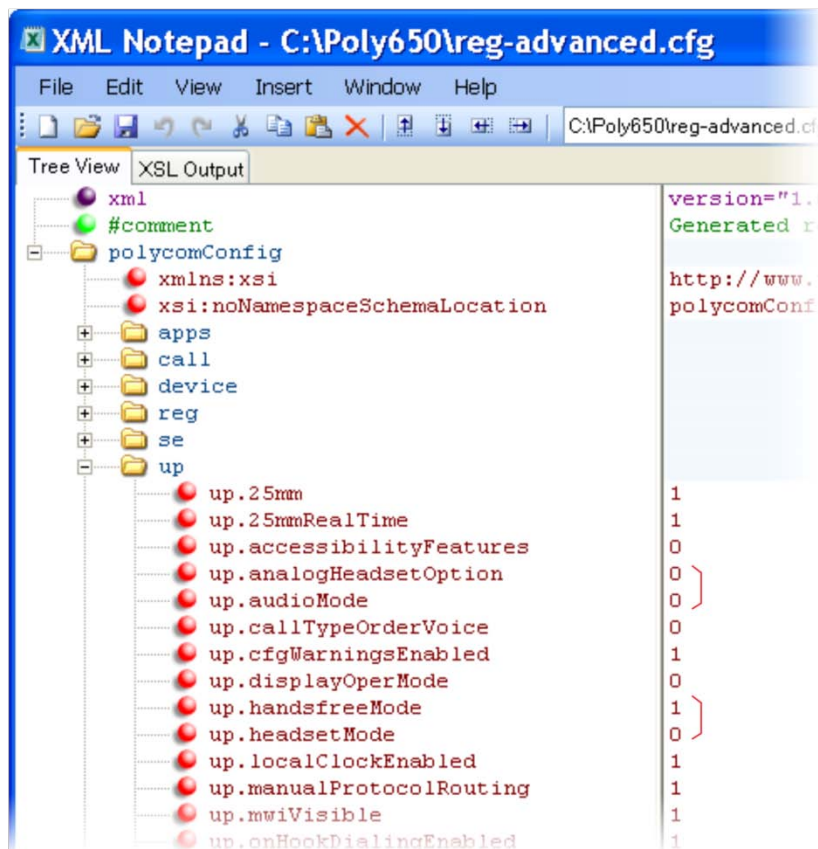 XML Notepad - C:\Poly650\reg-advanced.cfg
File Edit View Insert Window Help
C:\Poly650\reg-advanced.cf
Tree View XSL Output
xml version="1.
#comment Generated r
polycomConfig
xmlns:xsi http://www.
xsi:noNamespaceSchemaLocation polycomConf
apps
call
device
reg
se
up
up.25mm 1
up.25mmRealTime 1
up.accessibilityFeatures 0
up.analogHeadsetOption 0
up.audioMode 0
up.callTypeOrderVoice 0
up.cfgWarningsEnabled 1
up.displayOperMode 0
up.handsfreeMode 1
up.headsetMode 0
up.localClockEnabled 1
up.manualProtocolRouting 1
up.mwiVisible 1
up.onHookDialingEnabled 1